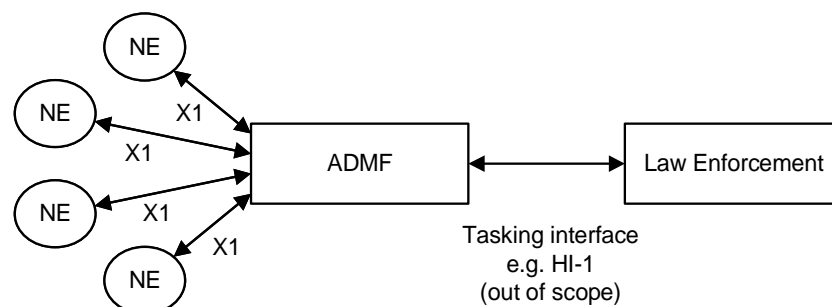 NE
X1
NE
X1
ADMF
Law Enforcement
NE
X1
NE
X1
Tasking interface
e.g. HI-1
(out of scope)